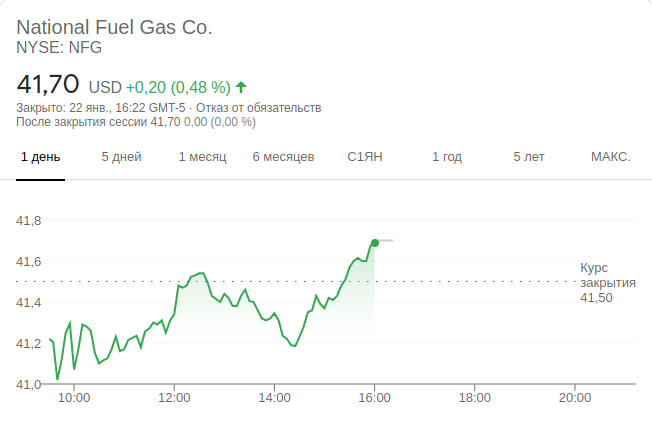 National Fuel Gas Co.
NYSE: NFG
41,70 USD +0,20 (0,48 %)
Закрыто: 22 янв., 16:22 GMT-5 · Отказ от обязательств
После закрытия сессии 41,70 0,00 (0,00 %)
1 день 5 дней 1 месяц 6 месяцев С1ЯН 1 год 5 лет МАКС.
41,8
41,6
Курс
закрытия
41,50
41,4
41,2
41,0
10:00 12:00 14:00 16:00 18:00 20:00